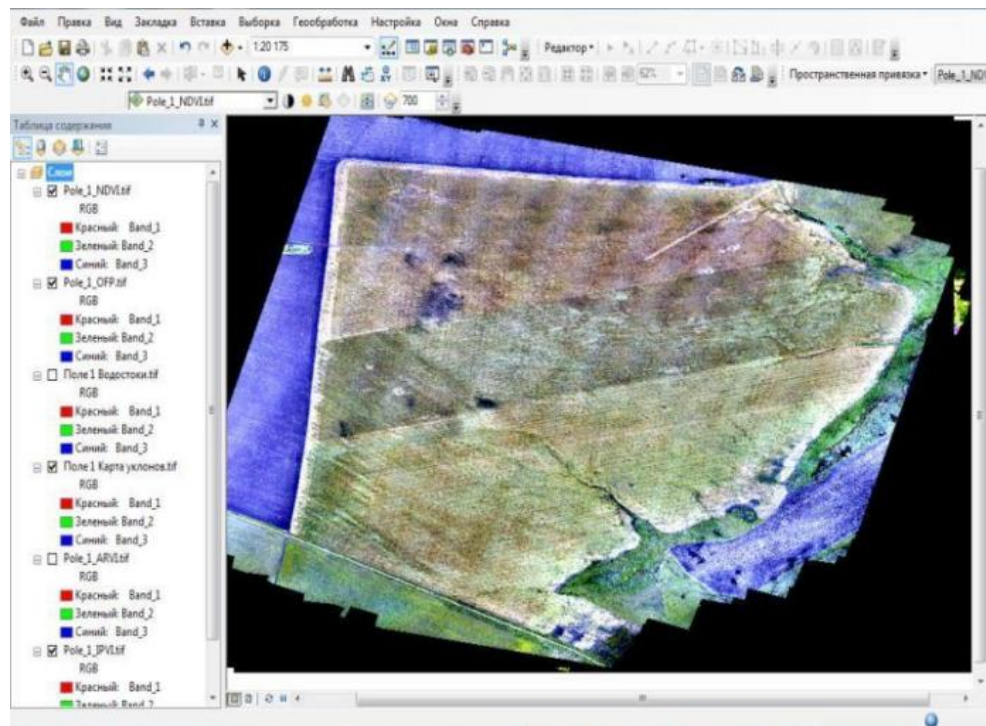 Файл Правка Вид Закладка Вставка Выборка Геообработка Настройка Окна Справка
1:20 175 Редактор
62% Пространственная привязка Pole_1_NDVI
Pole_1_NDVI.tif 700
Таблица содержания
Слои
Pole_1_NDVI.tif
RGB
Красный: Band_1
Зеленый: Band_2
Синий: Band_3
Pole_1_OFP.tif
RGB
Красный: Band_1
Зеленый: Band_2
Синий: Band_3
Поле 1 Водостоки.tif
RGB
Красный: Band_1
Зеленый: Band_2
Синий: Band_3
Поле 1 Карта уклонов.tif
RGB
Красный: Band_1
Зеленый: Band_2
Синий: Band_3
Pole_1_ARVI.tif
RGB
Красный: Band_1
Зеленый: Band_2
Синий: Band_3
Pole_1_IPVI.tif
RGB
Красный: Band_1
Зеленый: Band_2